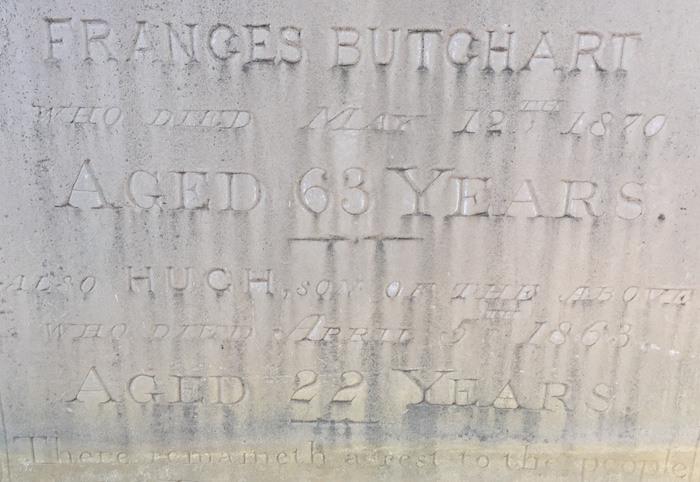 FRANCES BUTCHART
WHO DIED MAY 12TH 1870
AGED 63 YEARS.
ALSO HUGH, SON OF THE ABOVE
WHO DIED APRIL 5TH 1863
AGED 22 YEARS
There remaineth a rest to the people